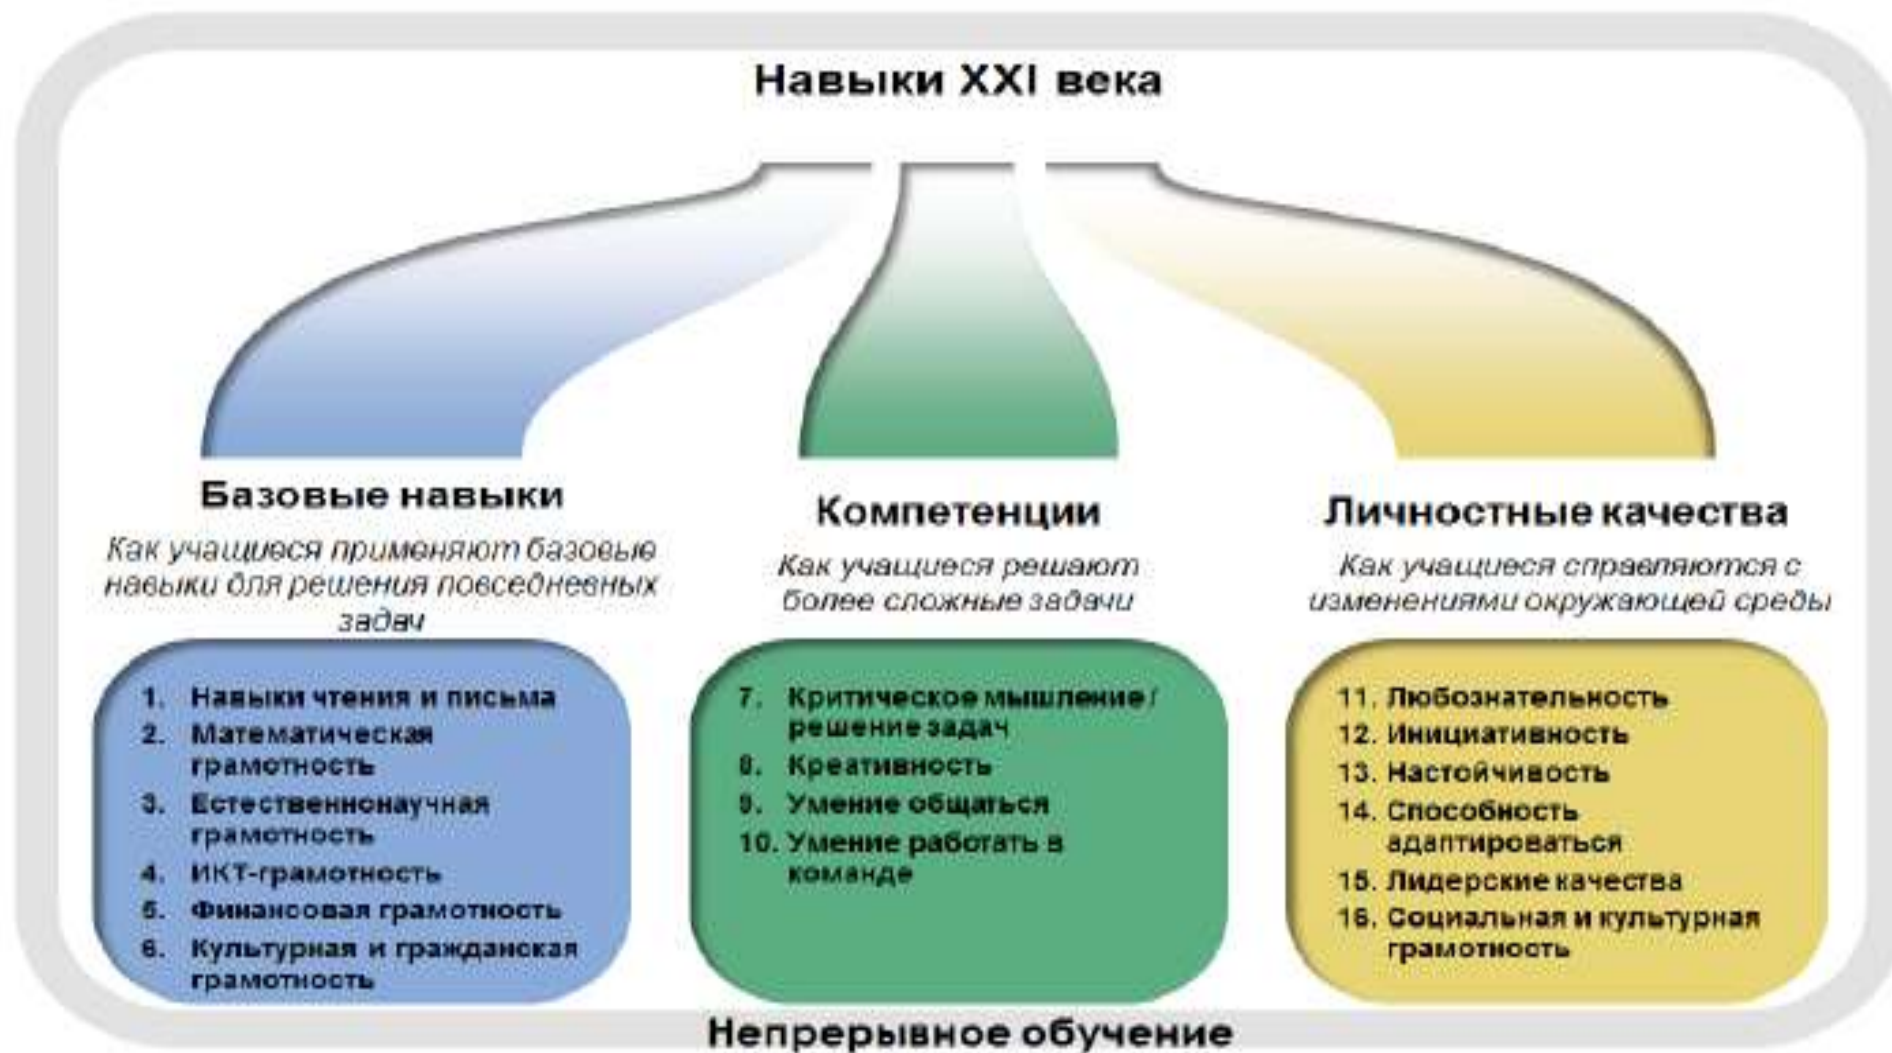 Навыки XXI века
Базовые навыки
Как учащиеся применяют базовые
навыки для решения повседневных
задач
1. Навыки чтения и письма
2. Математическая
грамотность
3. Естественнонаучная
грамотность
4. ИКТ-грамотность
5. Финансовая грамотность
6. Культурная и гражданская
грамотность
Компетенции
Как учащиеся решают
более сложные задачи
7. Критическое мышление /
решение задач
8. Креативность
9. Умение общаться
10. Умение работать в
команде
Личностные качества
Как учащиеся справляются с
изменениями окружающей среды
11. Любознательность
12. Инициативность
13. Настойчивость
14. Способность
адаптироваться
15. Лидерские качества
16. Социальная и культурная
грамотность
Непрерывное обучение